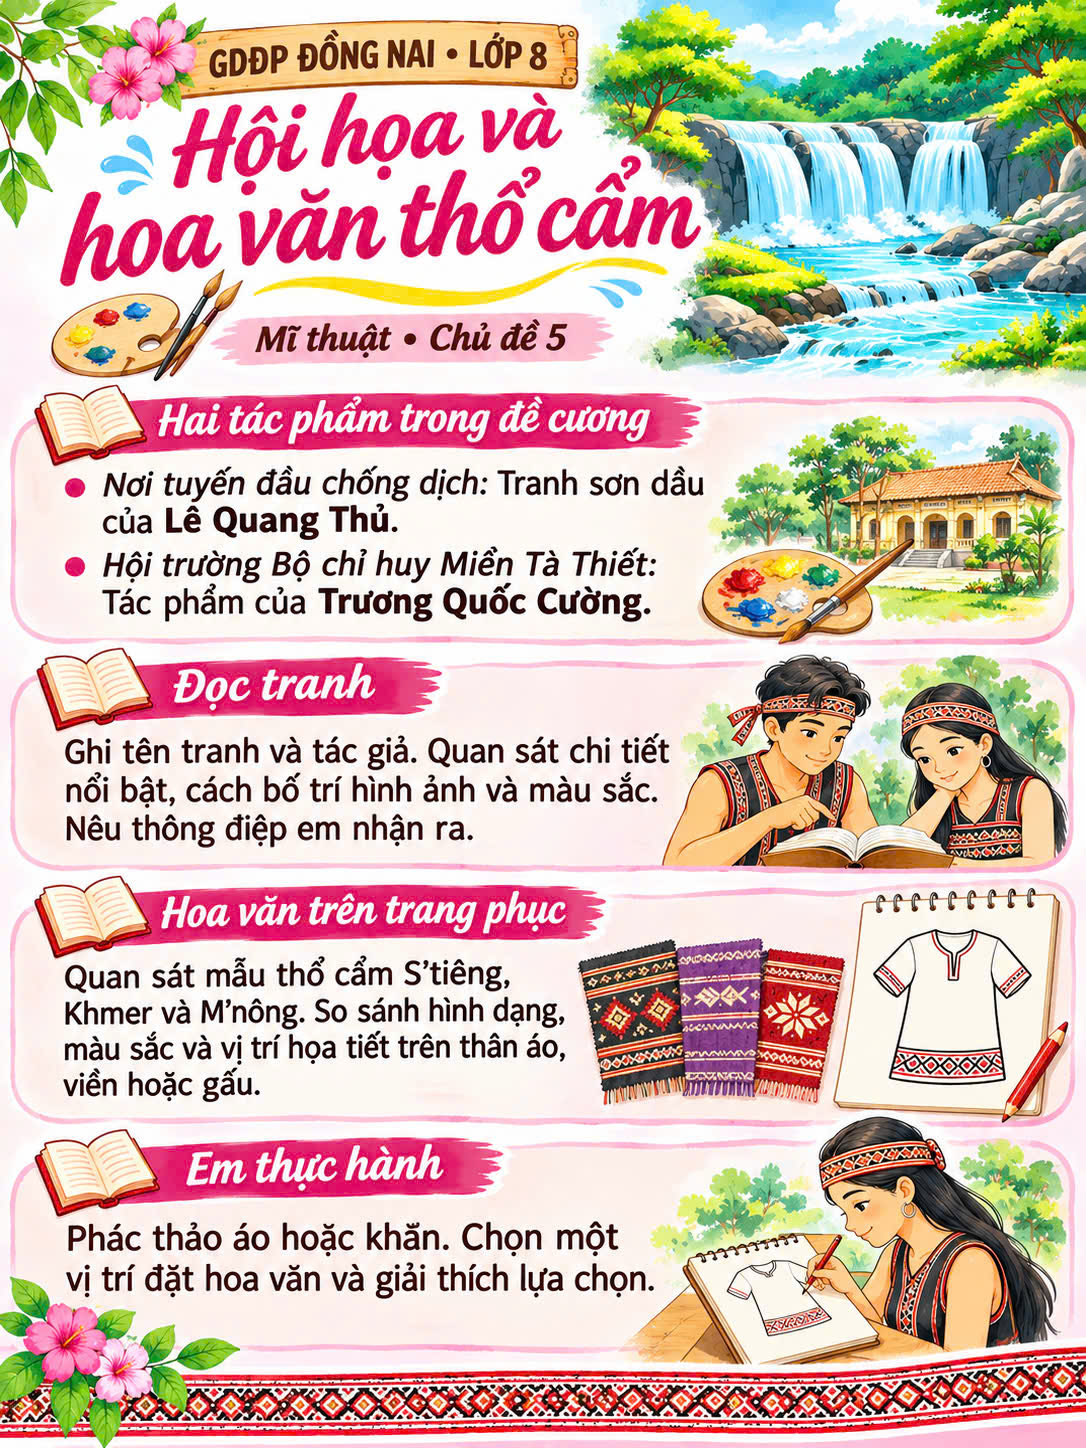 GDĐP ĐỒNG NAI • LỚP 8
Hội họa và
hoa văn thổ cẩm
Mĩ thuật • Chủ đề 5
Hai tác phẩm trong đề cương
Nơi tuyến đầu chống dịch: Tranh sơn dầu
của Lê Quang Thủ.
Hội trường Bộ chỉ huy Miền Tà Thiết:
Tác phẩm của Trương Quốc Cường.
Đọc tranh
Ghi tên tranh và tác giả. Quan sát chi tiết
nổi bật, cách bố trí hình ảnh và màu sắc.
Nêu thông điệp em nhận ra.
Hoa văn trên trang phục
Quan sát mẫu thổ cẩm S'tiêng,
Khmer và M'nông. So sánh hình dạng,
màu sắc và vị trí họa tiết trên thân áo,
viền hoặc gấu.
Em thực hành
Phác thảo áo hoặc khăn. Chọn một
vị trí đặt hoa văn và giải thích lựa chọn.